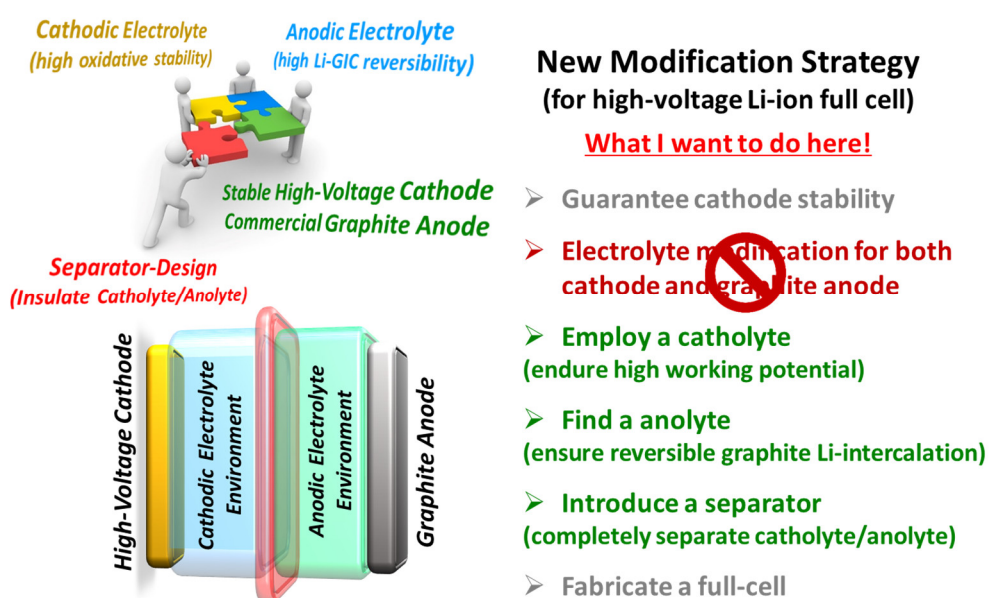 Cathodic Electrolyte
(high oxidative stability)
Anodic Electrolyte
(high Li-GIC reversibility)
Stable High-Voltage Cathode
Commercial Graphite Anode
Separator-Design
(Insulate Catholyte/Anolyte)
High-Voltage Cathode
Cathodic Electrolyte
Environment
Anodic Electrolyte
Environment
Graphite Anode
New Modification Strategy
(for high-voltage Li-ion full cell)
What I want to do here!
➢ Guarantee cathode stability
➢ Electrolyte modification for both
cathode and graphite anode
➢ Employ a catholyte
(endure high working potential)
➢ Find a anolyte
(ensure reversible graphite Li-intercalation)
➢ Introduce a separator
(completely separate catholyte/anolyte)
➢ Fabricate a full-cell